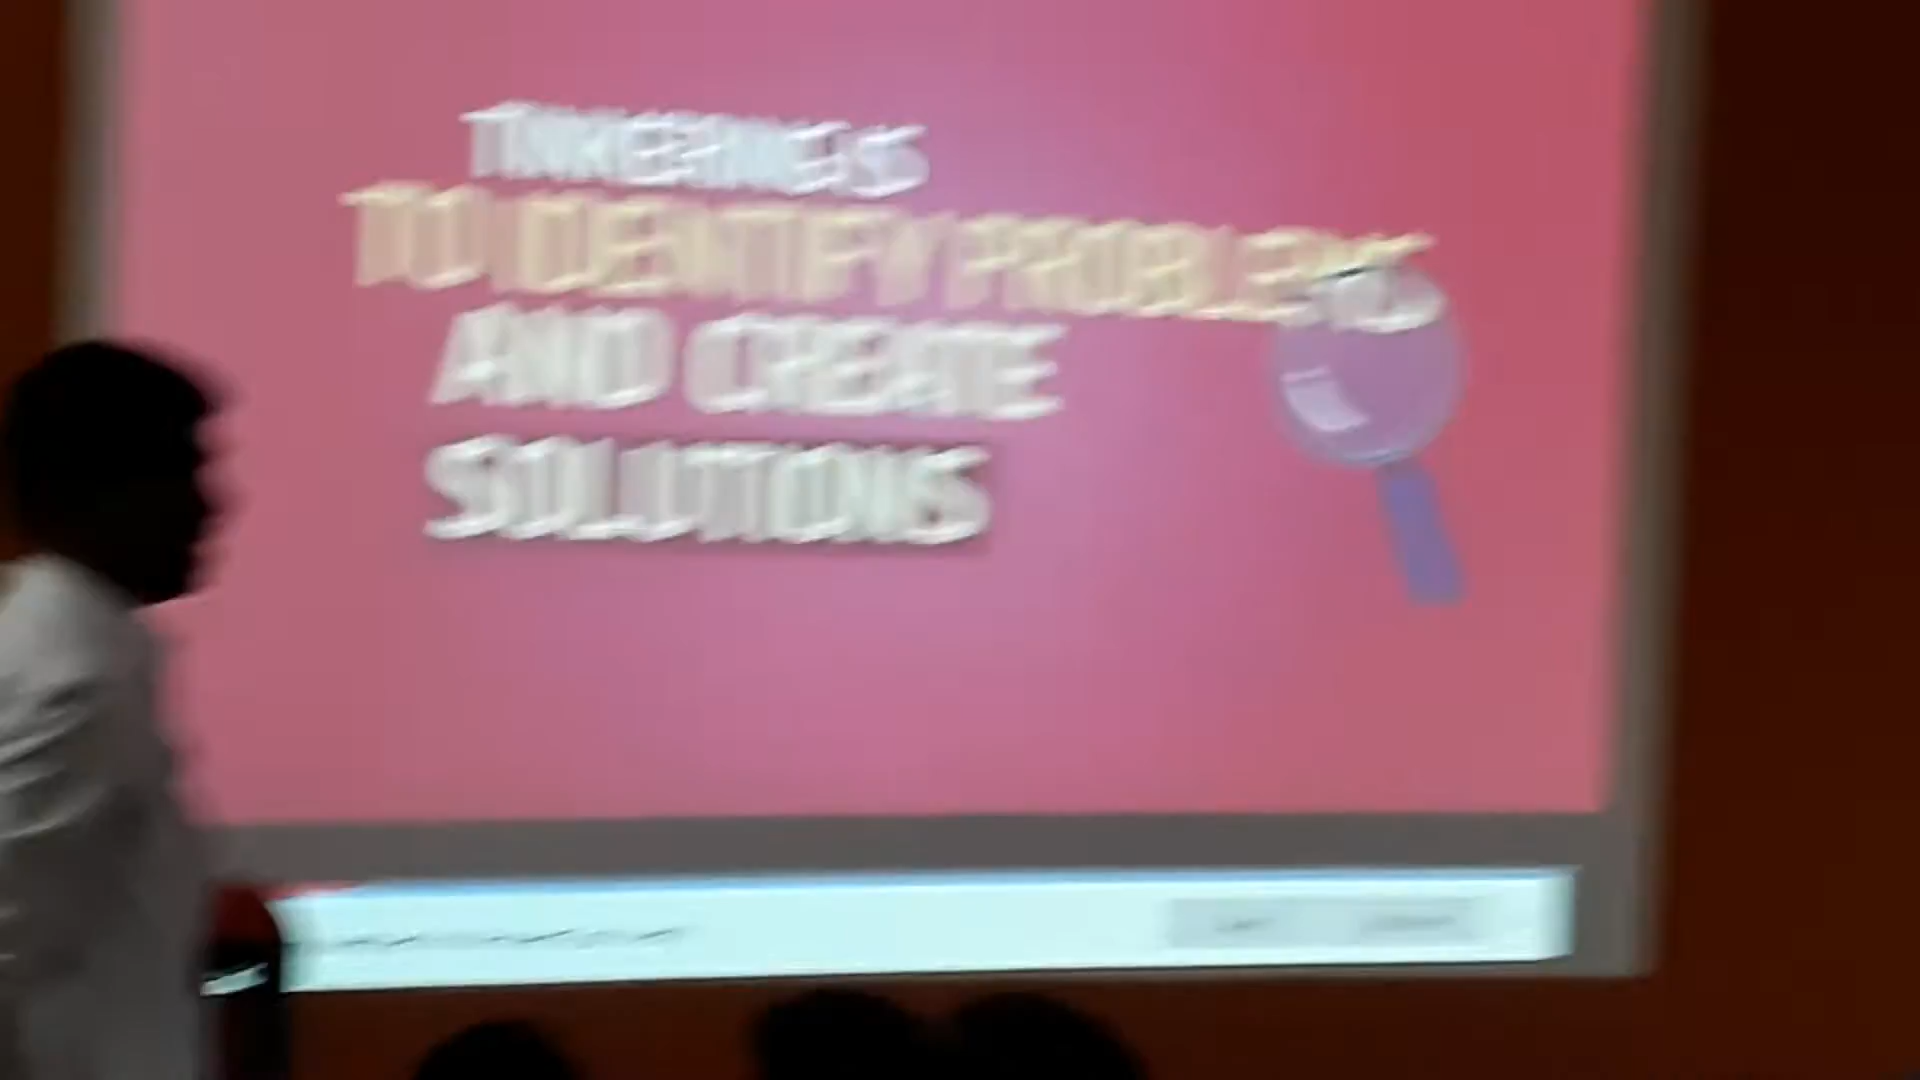 TINKERING IS
TO IDENTIFY PROBLEMS
AND CREATE
SOLUTIONS